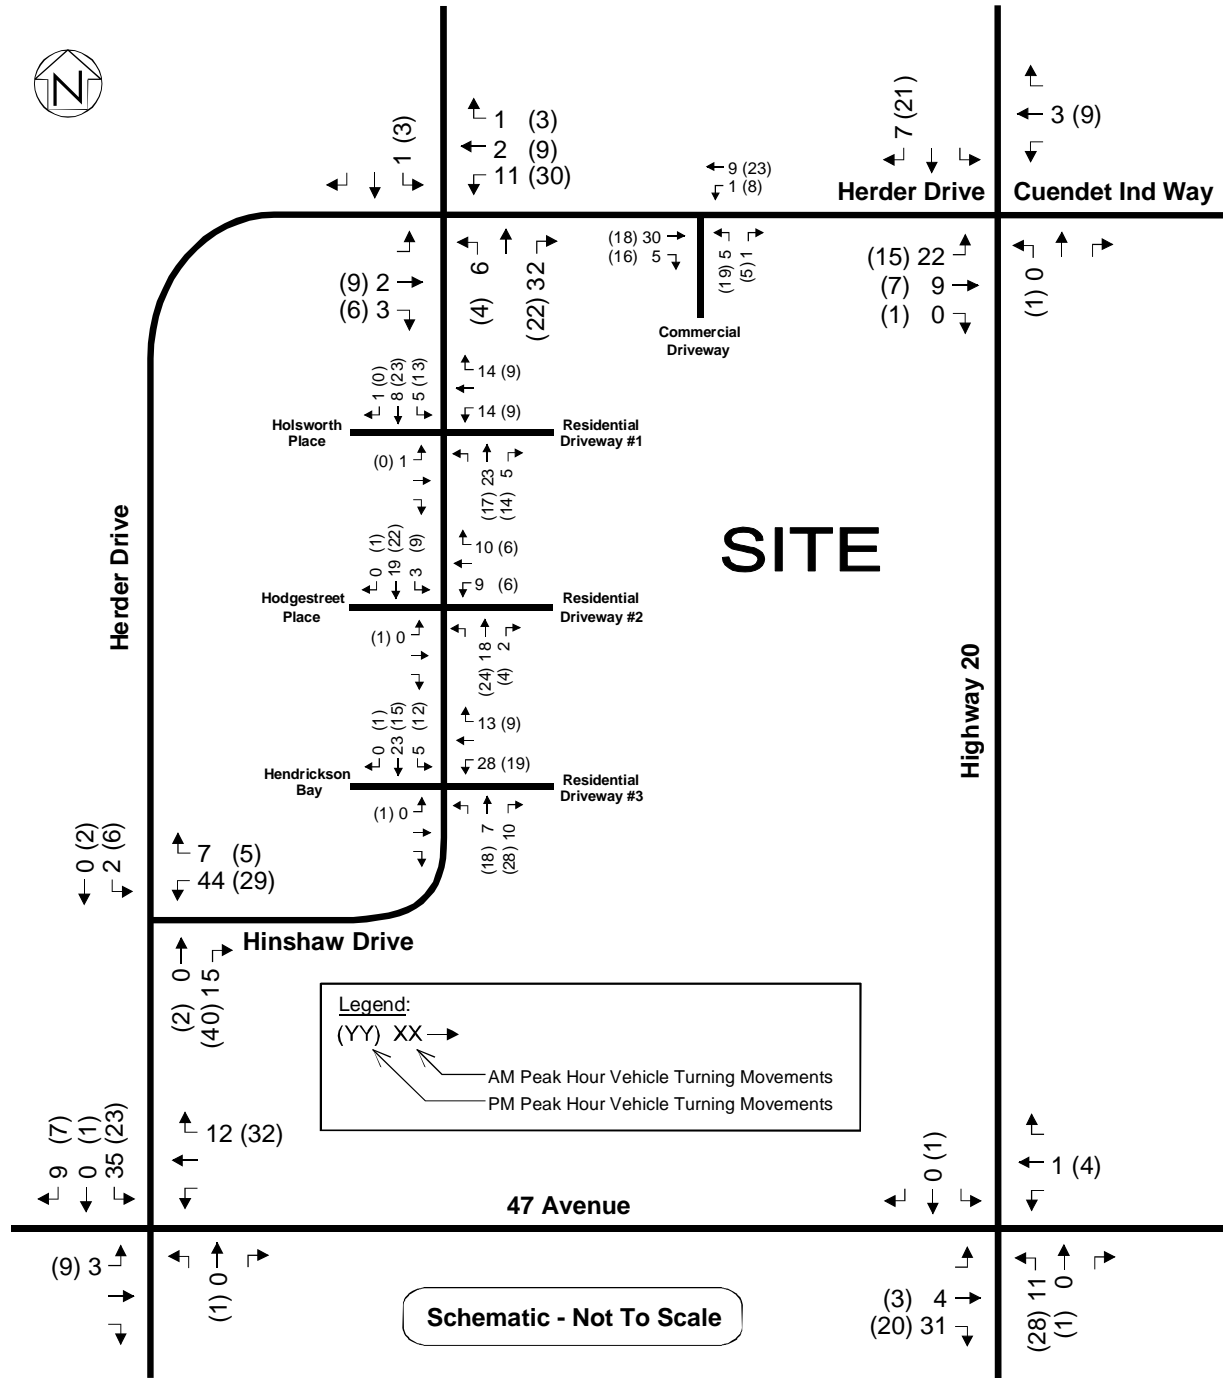 N
1 (3)
1 (3)
2 (9)
11 (30)
9 (23)
1 (8)
7 (21)
3 (9)
Herder Drive
Cuendet Ind Way
(9) 2
(6) 3
(4) 6
(22) 32
(18) 30
(16) 5
(19) 5
(5) 1
Commercial
Driveway
(15) 22
(7) 9
(1) 0
(1) 0
1 (0)
8 (23)
5 (13)
14 (9)
14 (9)
Holsworth
Place
Residential
Driveway #1
(0) 1
(17) 23
(14) 5
Herder Drive
SITE
0 (1)
19 (22)
3 (9)
10 (6)
9 (6)
Hodgestreet
Place
Residential
Driveway #2
(1) 0
(24) 18
(4) 2
Highway 20
0 (1)
23 (15)
5 (12)
13 (9)
28 (19)
Hendrickson
Bay
Residential
Driveway #3
(1) 0
(18) 7
(28) 10
0 (2)
2 (6)
7 (5)
44 (29)
Hinshaw Drive
(2) 0
(40) 15
Legend:
(YY) XX
AM Peak Hour Vehicle Turning Movements
PM Peak Hour Vehicle Turning Movements
9 (7)
0 (1)
35 (23)
12 (32)
0 (1)
1 (4)
47 Avenue
(9) 3
(1) 0
Schematic - Not To Scale
(3) 4
(20) 31
(28) 11
(1) 0